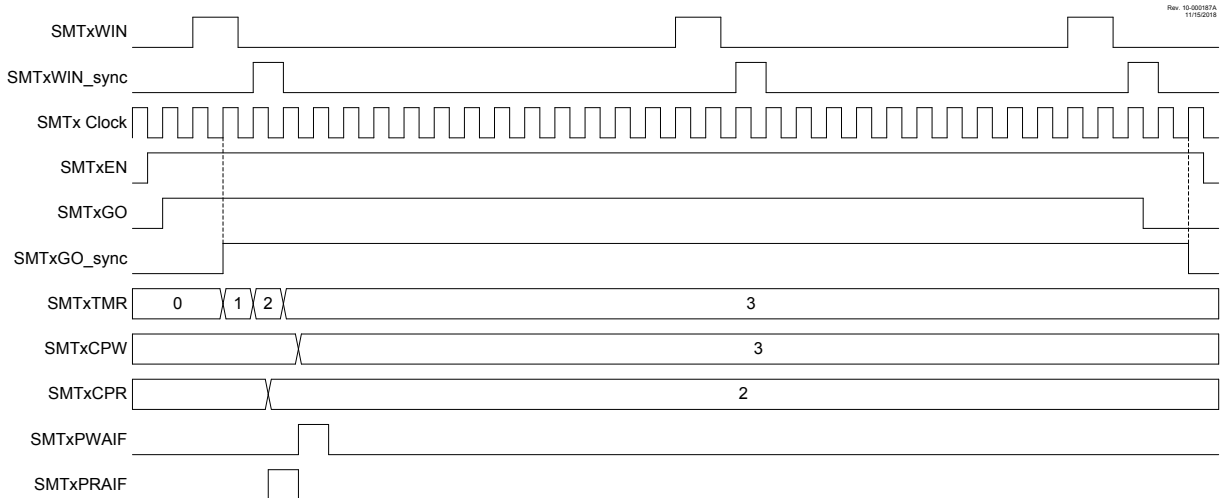 Rev. 10-000187A
11/15/2018
SMTxWIN
SMTxWIN_sync
SMTx Clock
SMTxEN
SMTxGO
SMTxGO_sync
SMTxTMR 0 1 2 3
SMTxCPW 3
SMTxCPR 2
SMTxPWAIF
SMTxPRAIF